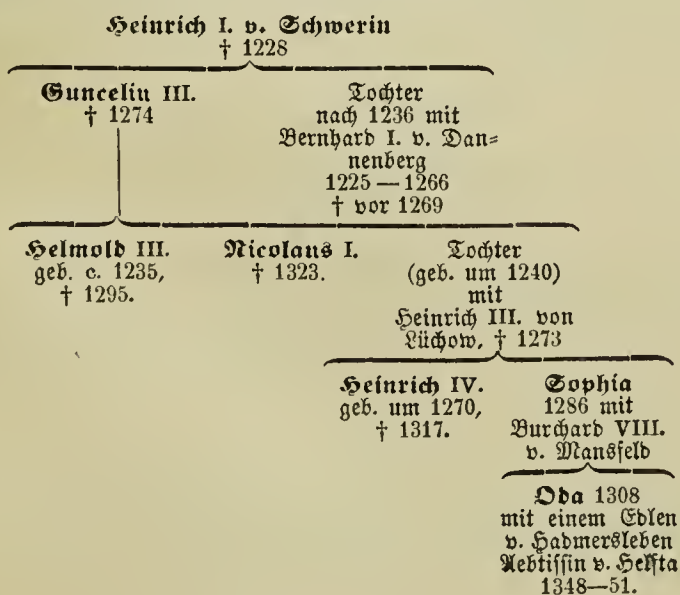 Heinrich I. v. Schwerin
† 1228
Guncelin III.
† 1274
Tochter
nach 1236 mit
Bernhard I. v. Dan=
nenberg
1225 — 1266
† vor 1269
Helmold III.
geb. c. 1235,
† 1295.
Nicolaus I.
† 1323.
Tochter
(geb. um 1240)
mit
Heinrich III. von
Lüchow, † 1273
Heinrich IV.
geb. um 1270,
† 1317.
Sophia
1286 mit
Burchard VIII.
v. Mansfeld
Oda 1308
mit einem Edlen
v. Hadmersleben
Aebtissin v. Helfta
1348—51.